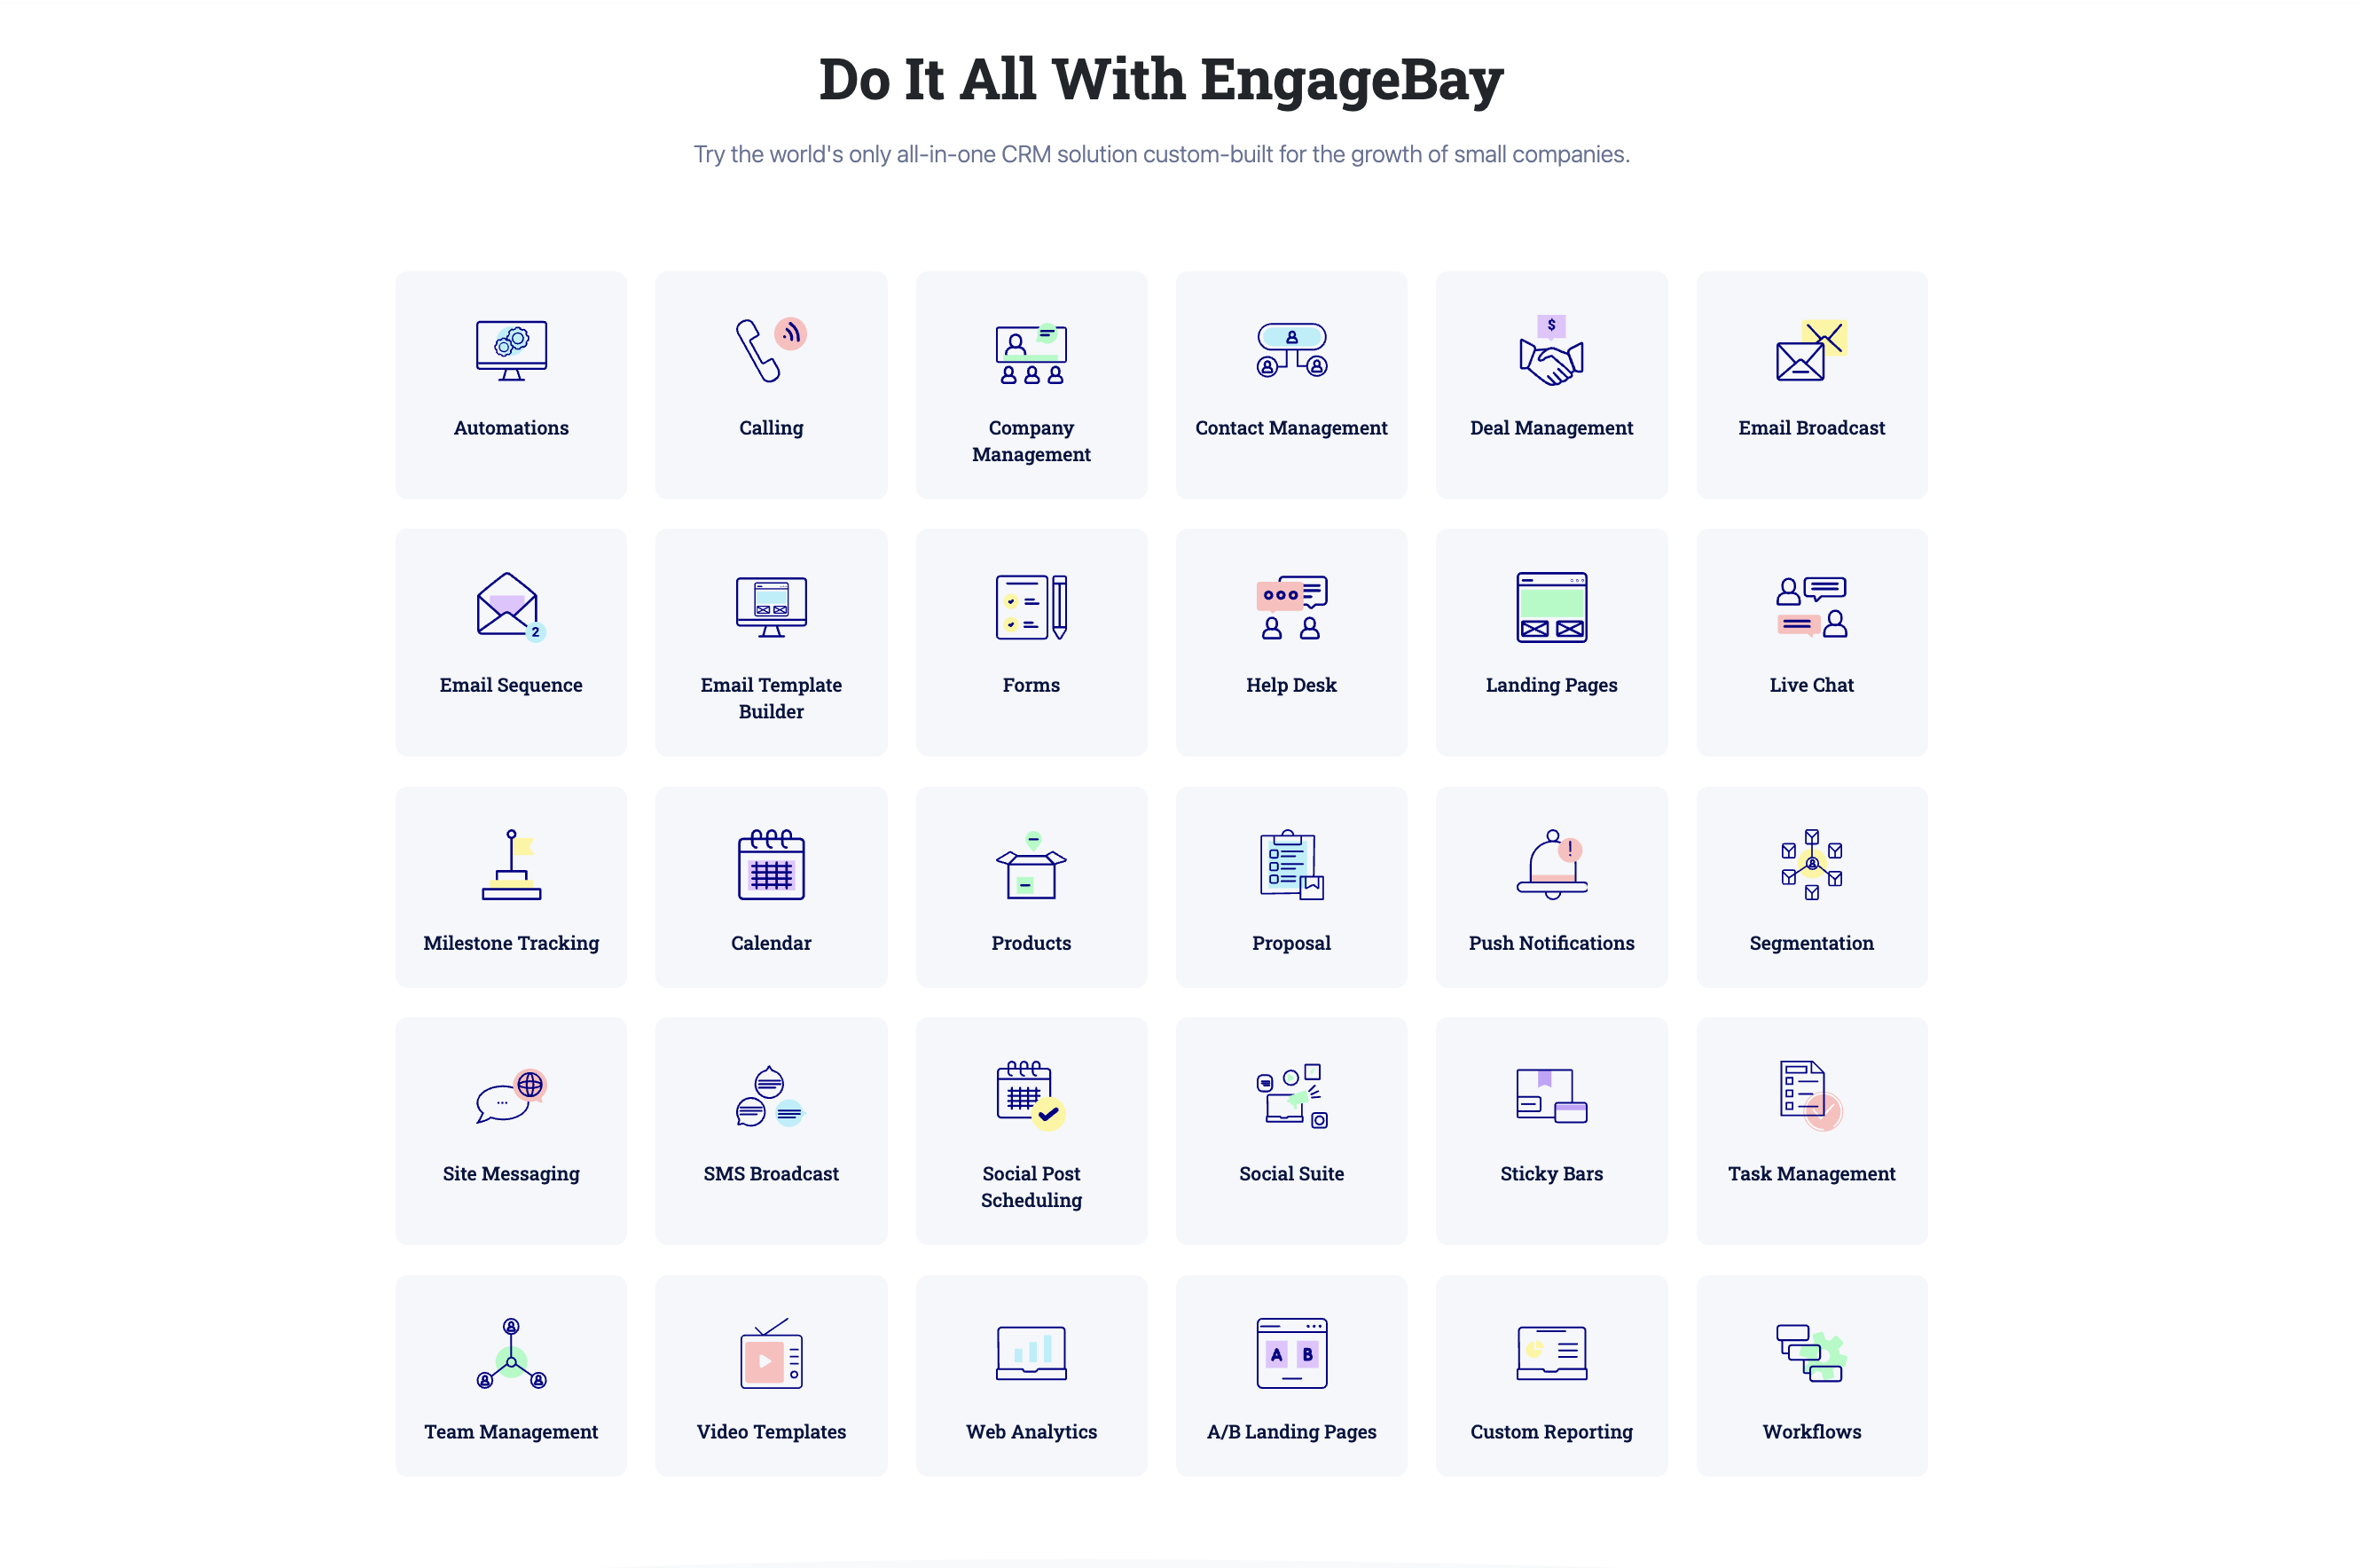 Do It All With EngageBay
Try the world's only all-in-one CRM solution custom-built for the growth of small companies.
$
Automations
Calling
Company
Management
Contact Management
Deal Management
Email Broadcast
2
Email Sequence
Email Template
Builder
Forms
Help Desk
Landing Pages
Live Chat
!
Milestone Tracking
Calendar
Products
Proposal
Push Notifications
Segmentation
Site Messaging
SMS Broadcast
Social Post
Scheduling
Social Suite
Sticky Bars
Task Management
A B
Team Management
Video Templates
Web Analytics
A/B Landing Pages
Custom Reporting
Workflows